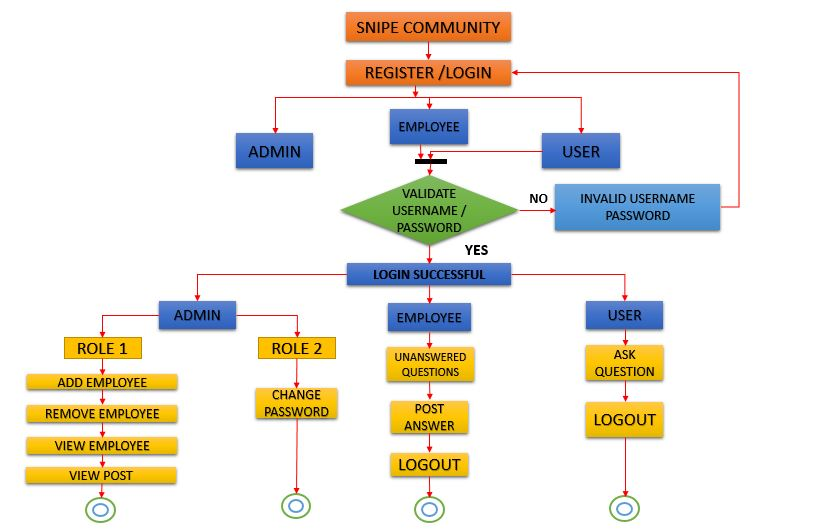 SNIPE COMMUNITY
REGISTER /LOGIN
ADMIN
EMPLOYEE
USER
VALIDATE
USERNAME /
PASSWORD
NO
INVALID USERNAME
PASSWORD
YES
LOGIN SUCCESSFUL
ADMIN
EMPLOYEE
USER
ROLE 1
ROLE 2
UNANSWERED
QUESTIONS
ASK
QUESTION
ADD EMPLOYEE
CHANGE
PASSWORD
REMOVE EMPLOYEE
POST
ANSWER
LOGOUT
VIEW EMPLOYEE
LOGOUT
VIEW POST